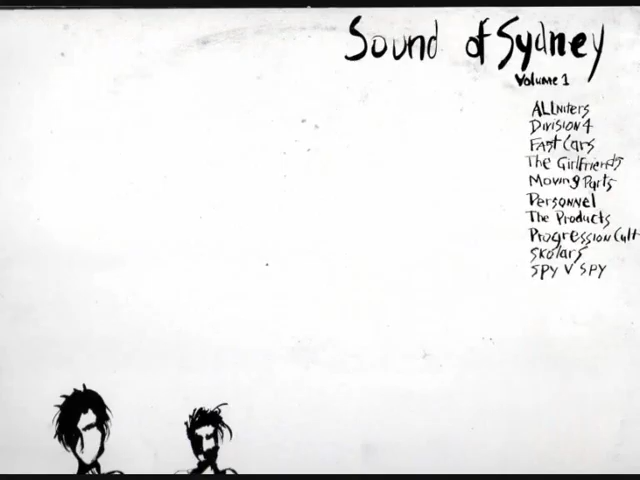 Sound of Sydney
Volume 1
ALLniters
Division 4
Fast Cars
The Girlfriends
Moving Parts
Personnel
The Products
Progression Cult
Skolars
Spy V Spy